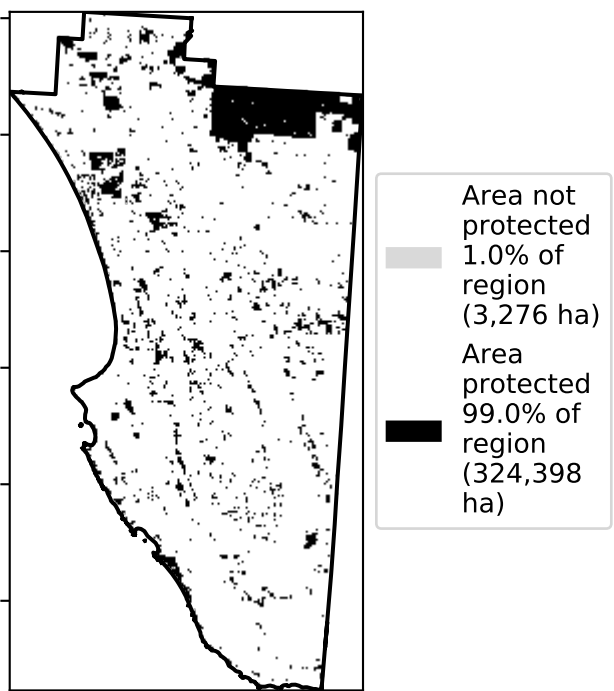 Area not
protected
1.0% of
region
(3,276 ha)
Area
protected
99.0% of
region
(324,398
ha)